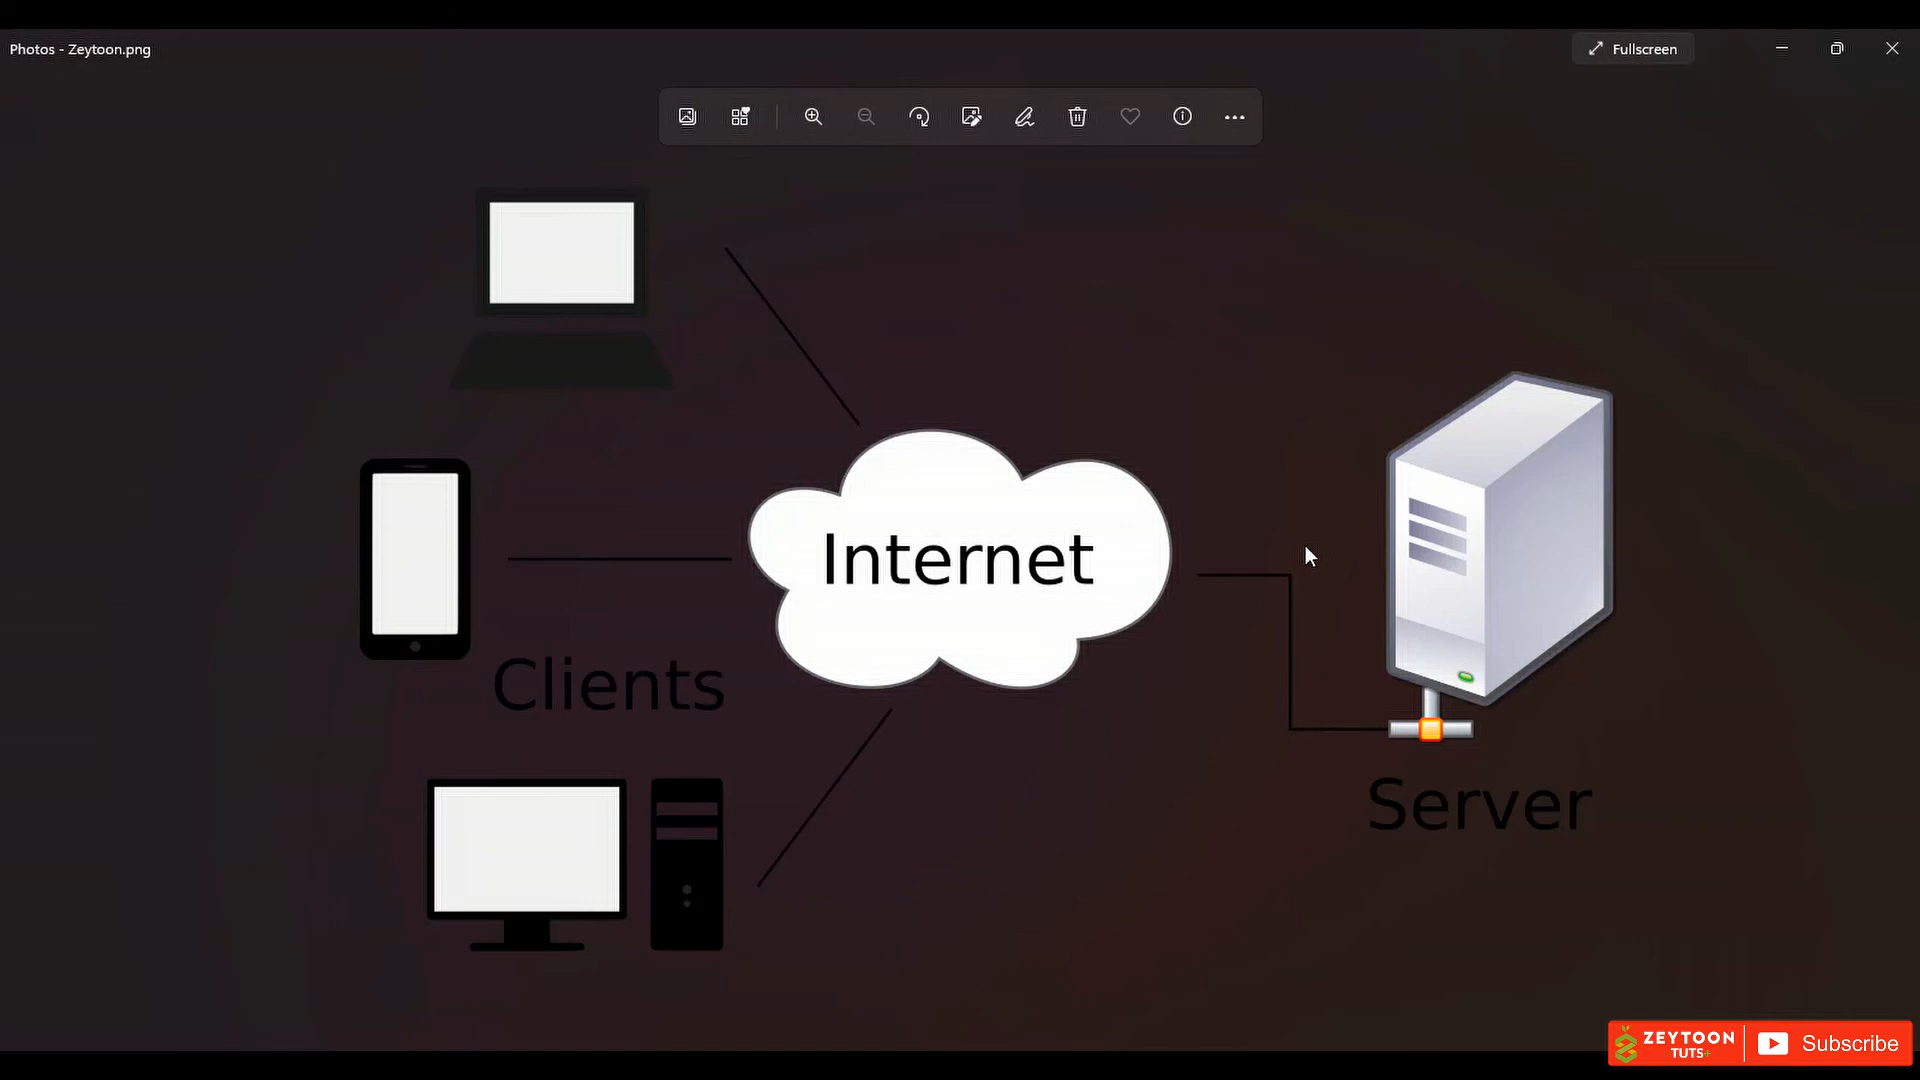 Photos - Zeytoon.png
Fullscreen
Internet
Clients
Server
ZEYTOON
TUTS+
Subscribe